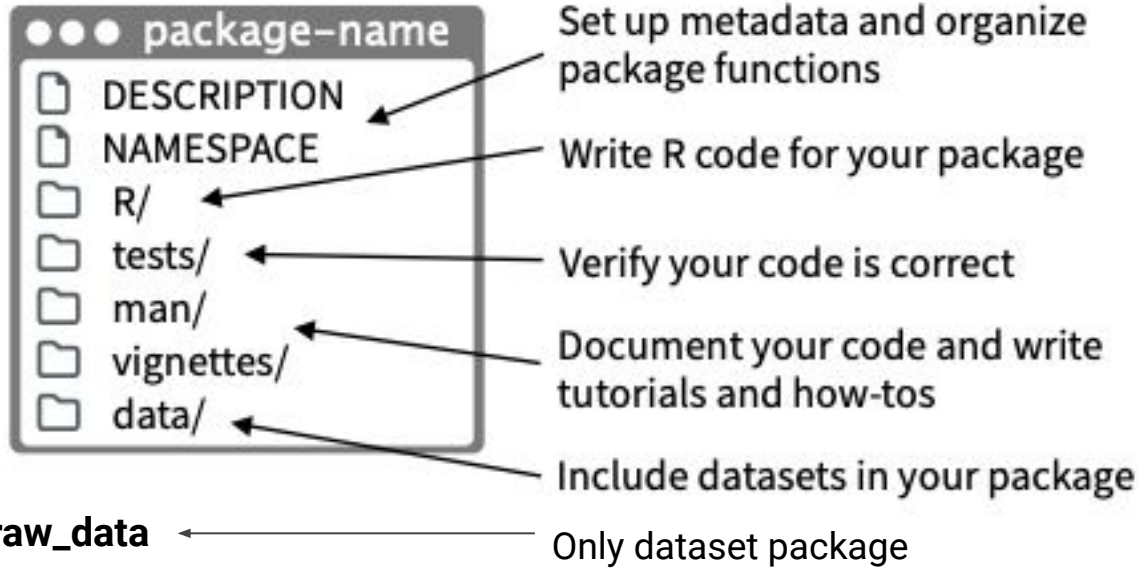 package-name
DESCRIPTION
NAMESPACE
R/
tests/
man/
vignettes/
data/
Set up metadata and organize
package functions
Write R code for your package
Verify your code is correct
Document your code and write
tutorials and how-tos
Include datasets in your package
raw_data
Only dataset package